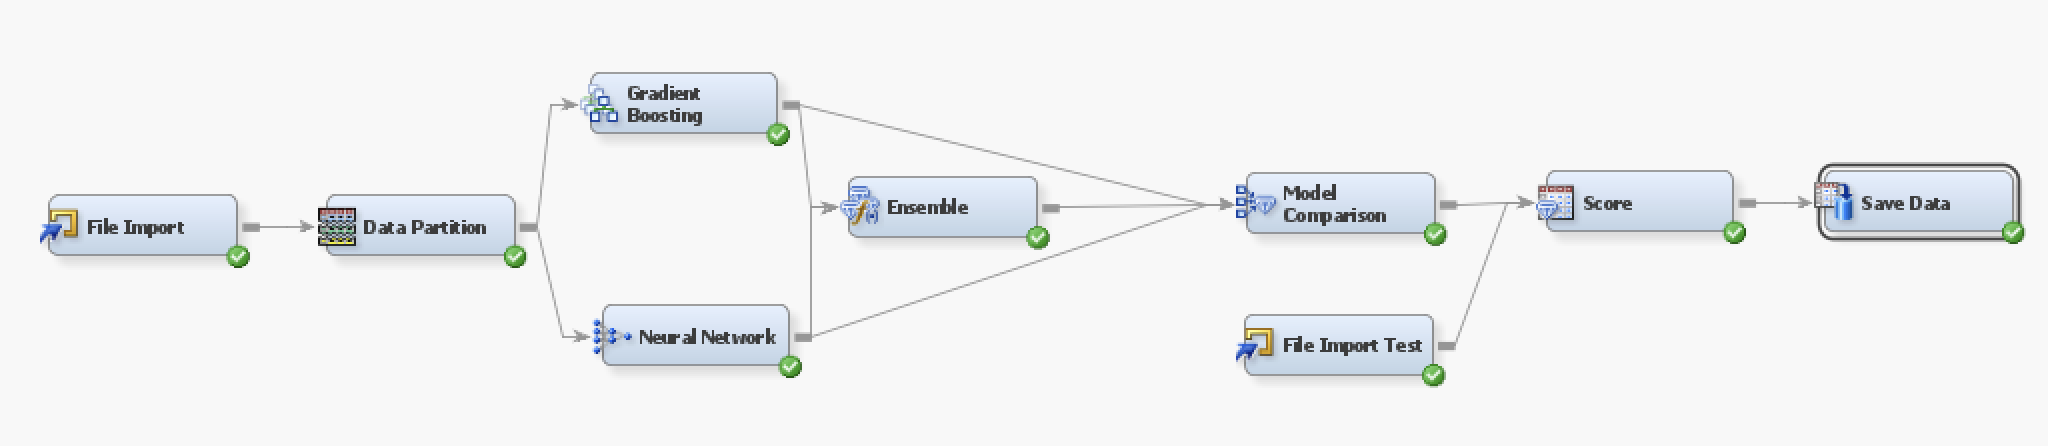 File Import
Data Partition
Gradient
Boosting
Neural Network
Ensemble
Model
Comparison
File Import Test
Score
Save Data